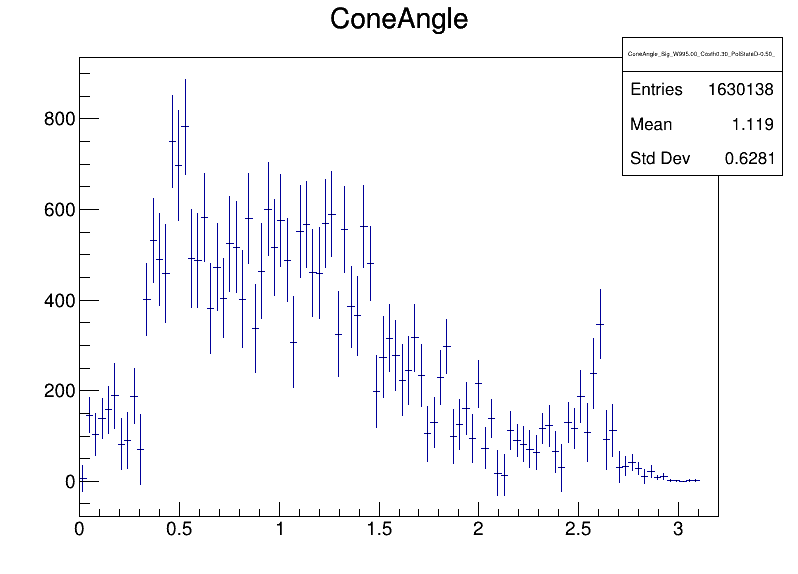 ConeAngle
ConeAngle_Sig_W995.00_Costh0.30_PolStateD-0.50_
Entries 1630138
Mean 1.119
Std Dev 0.6281
800
600
400
200
0
0 0.5 1 1.5 2 2.5 3